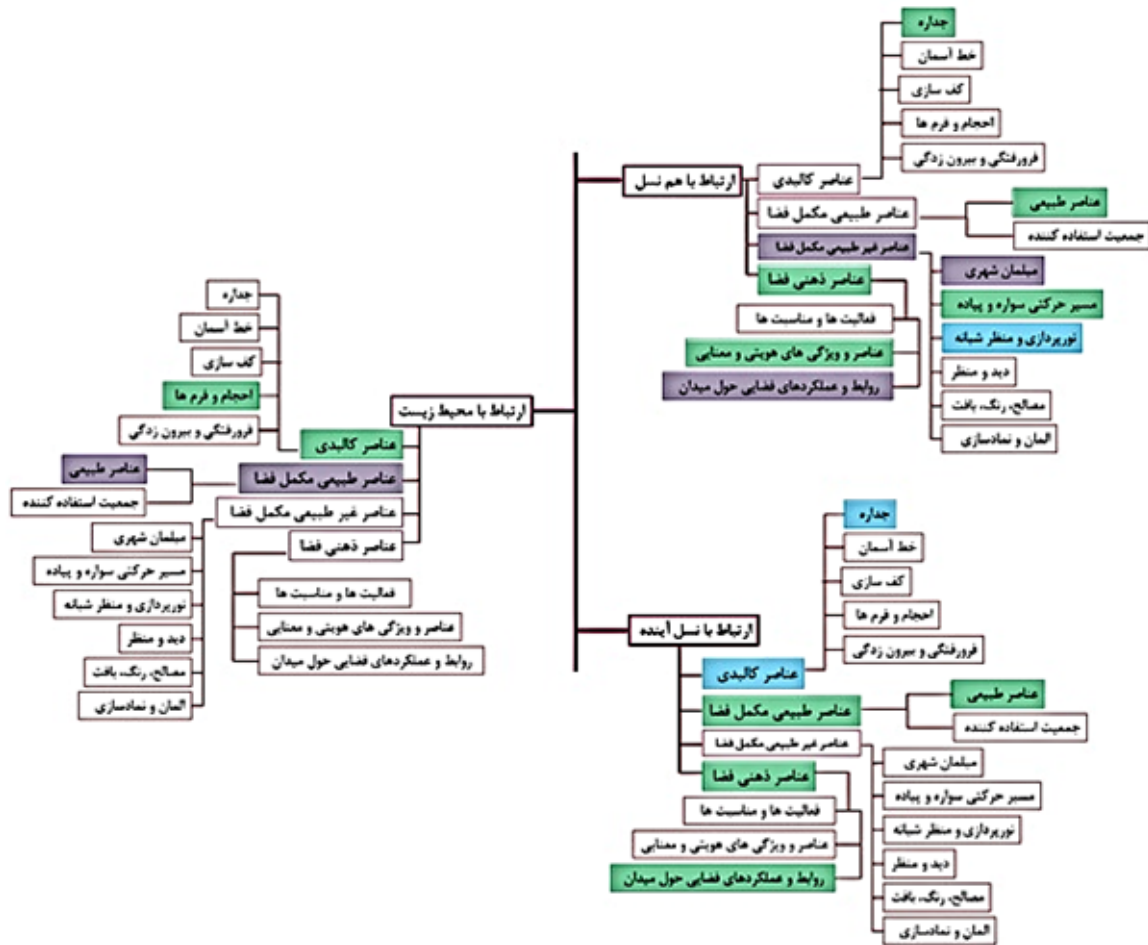 ارتباط با هم نسل
عناصر کالبدی
جداره
خط آسمان
کف سازی
احجام و فرم ها
فرورفتگی و بیرون زدگی
عناصر طبیعی مکمل فضا
عناصر طبیعی
جمعیت استفاده کننده
عناصر غیر طبیعی مکمل فضا
مبلمان شهری
مسیر حرکتی سواره و پیاده
نورپردازی و منظر شبانه
دید و منظر
مصالح، رنگ، بافت
المان و نمادسازی
عناصر ذهنی فضا
فعالیت ها و مناسبت ها
عناصر و ویژگی های هویتی و معنایی
روابط و عملکردهای فضایی حول میدان
ارتباط با محیط زیست
عناصر کالبدی
جداره
خط آسمان
کف سازی
احجام و فرم ها
فرورفتگی و بیرون زدگی
عناصر طبیعی مکمل فضا
عناصر طبیعی
جمعیت استفاده کننده
عناصر غیر طبیعی مکمل فضا
مبلمان شهری
مسیر حرکتی سواره و پیاده
نورپردازی و منظر شبانه
دید و منظر
مصالح، رنگ، بافت
المان و نمادسازی
عناصر ذهنی فضا
فعالیت ها و مناسبت ها
عناصر و ویژگی های هویتی و معنایی
روابط و عملکردهای فضایی حول میدان
ارتباط با نسل آینده
عناصر کالبدی
جداره
خط آسمان
کف سازی
احجام و فرم ها
فرورفتگی و بیرون زدگی
عناصر طبیعی مکمل فضا
عناصر طبیعی
جمعیت استفاده کننده
عناصر غیر طبیعی مکمل فضا
مبلمان شهری
مسیر حرکتی سواره و پیاده
نورپردازی و منظر شبانه
دید و منظر
مصالح، رنگ، بافت
المان و نمادسازی
عناصر ذهنی فضا
فعالیت ها و مناسبت ها
عناصر و ویژگی های هویتی و معنایی
روابط و عملکردهای فضایی حول میدان